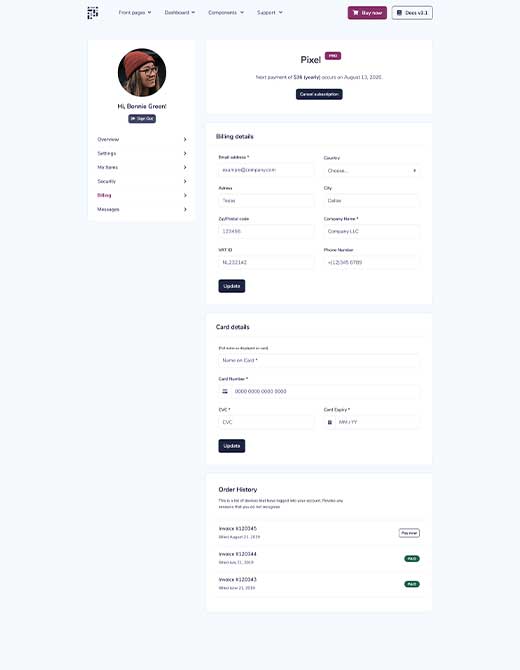 Front pages
Dashboard
Components
Support
Buy now
Docs v3.1
Hi, Bonnie Green!
Sign Out
Overview
Settings
My Items
Security
Billing
Messages
Pixel PRO
Next payment of $36 (yearly) occurs on August 13, 2020.
Cancel subscription
Billing details
Email address *
Country
example@company.com
Choose...
Adress
City
Texas
Dallas
Zip/Postal code
Company Name *
123456
Company LLC
VAT ID
Phone Number
+(12)345 6789
Update
Card details
(Full name as displayed on card)
Name on Card *
Card Number *
0000 0000 0000 0000
CVC *
Card Expiry *
CVC
MM / YY
Update
Order History
This is a list of devices that have logged into your account. Revoke any
sessions that you do not recognize.
Invoice #120345
Billed August 21, 2019
Pay now
Invoice #120344
Billed July 21, 2019
PAID
Invoice #120343
Billed June 21, 2019
PAID